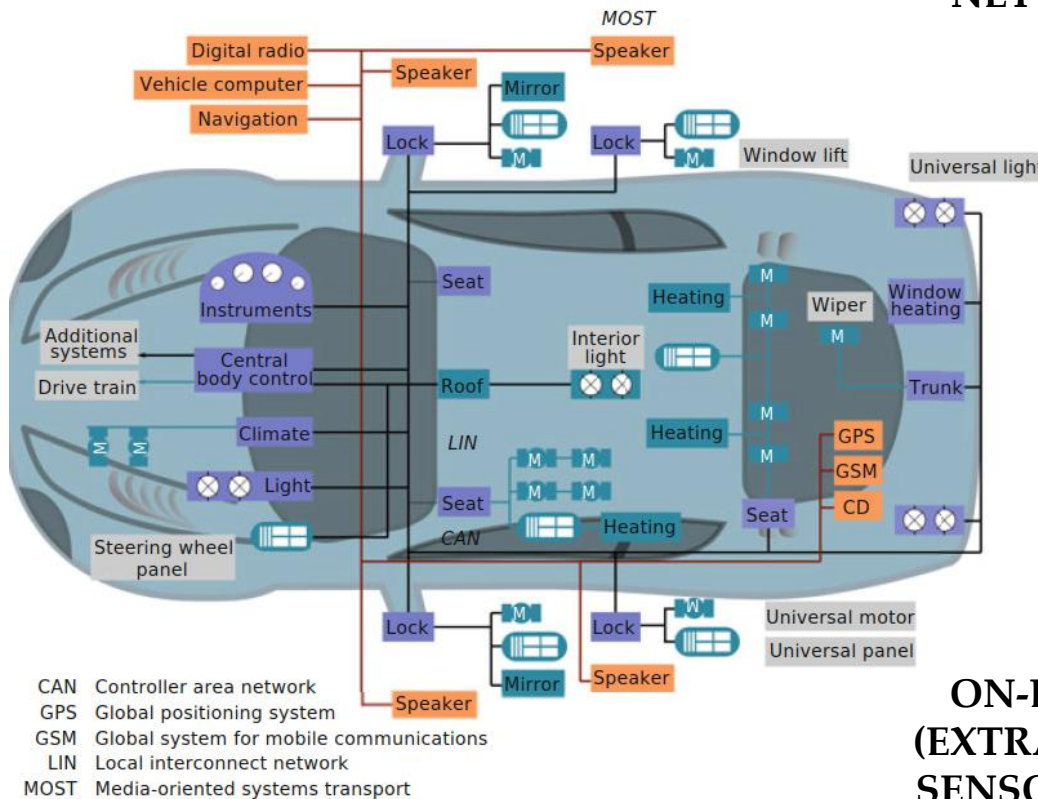 NET
MOST
Digital radio
Speaker
Speaker
Vehicle computer
Mirror
Navigation
Lock
M
Lock
M
Window lift
Universal light
Instruments
Seat
M
Heating
M
Wiper
M
Window
heating
Additional
systems
Central
body control
Interior
light
Drive train
Roof
Trunk
M
M
Climate
LIN
Heating
M
M
GPS
M
M
GSM
Light
Seat
M
M
CD
Seat
Heating
CAN
Steering wheel
panel
Lock
M
Lock
M
Universal motor
Universal panel
Mirror
Speaker
Speaker
CAN Controller area network
GPS Global positioning system
GSM Global system for mobile communications
LIN Local interconnect network
MOST Media-oriented systems transport
(EXTRA
SENSO